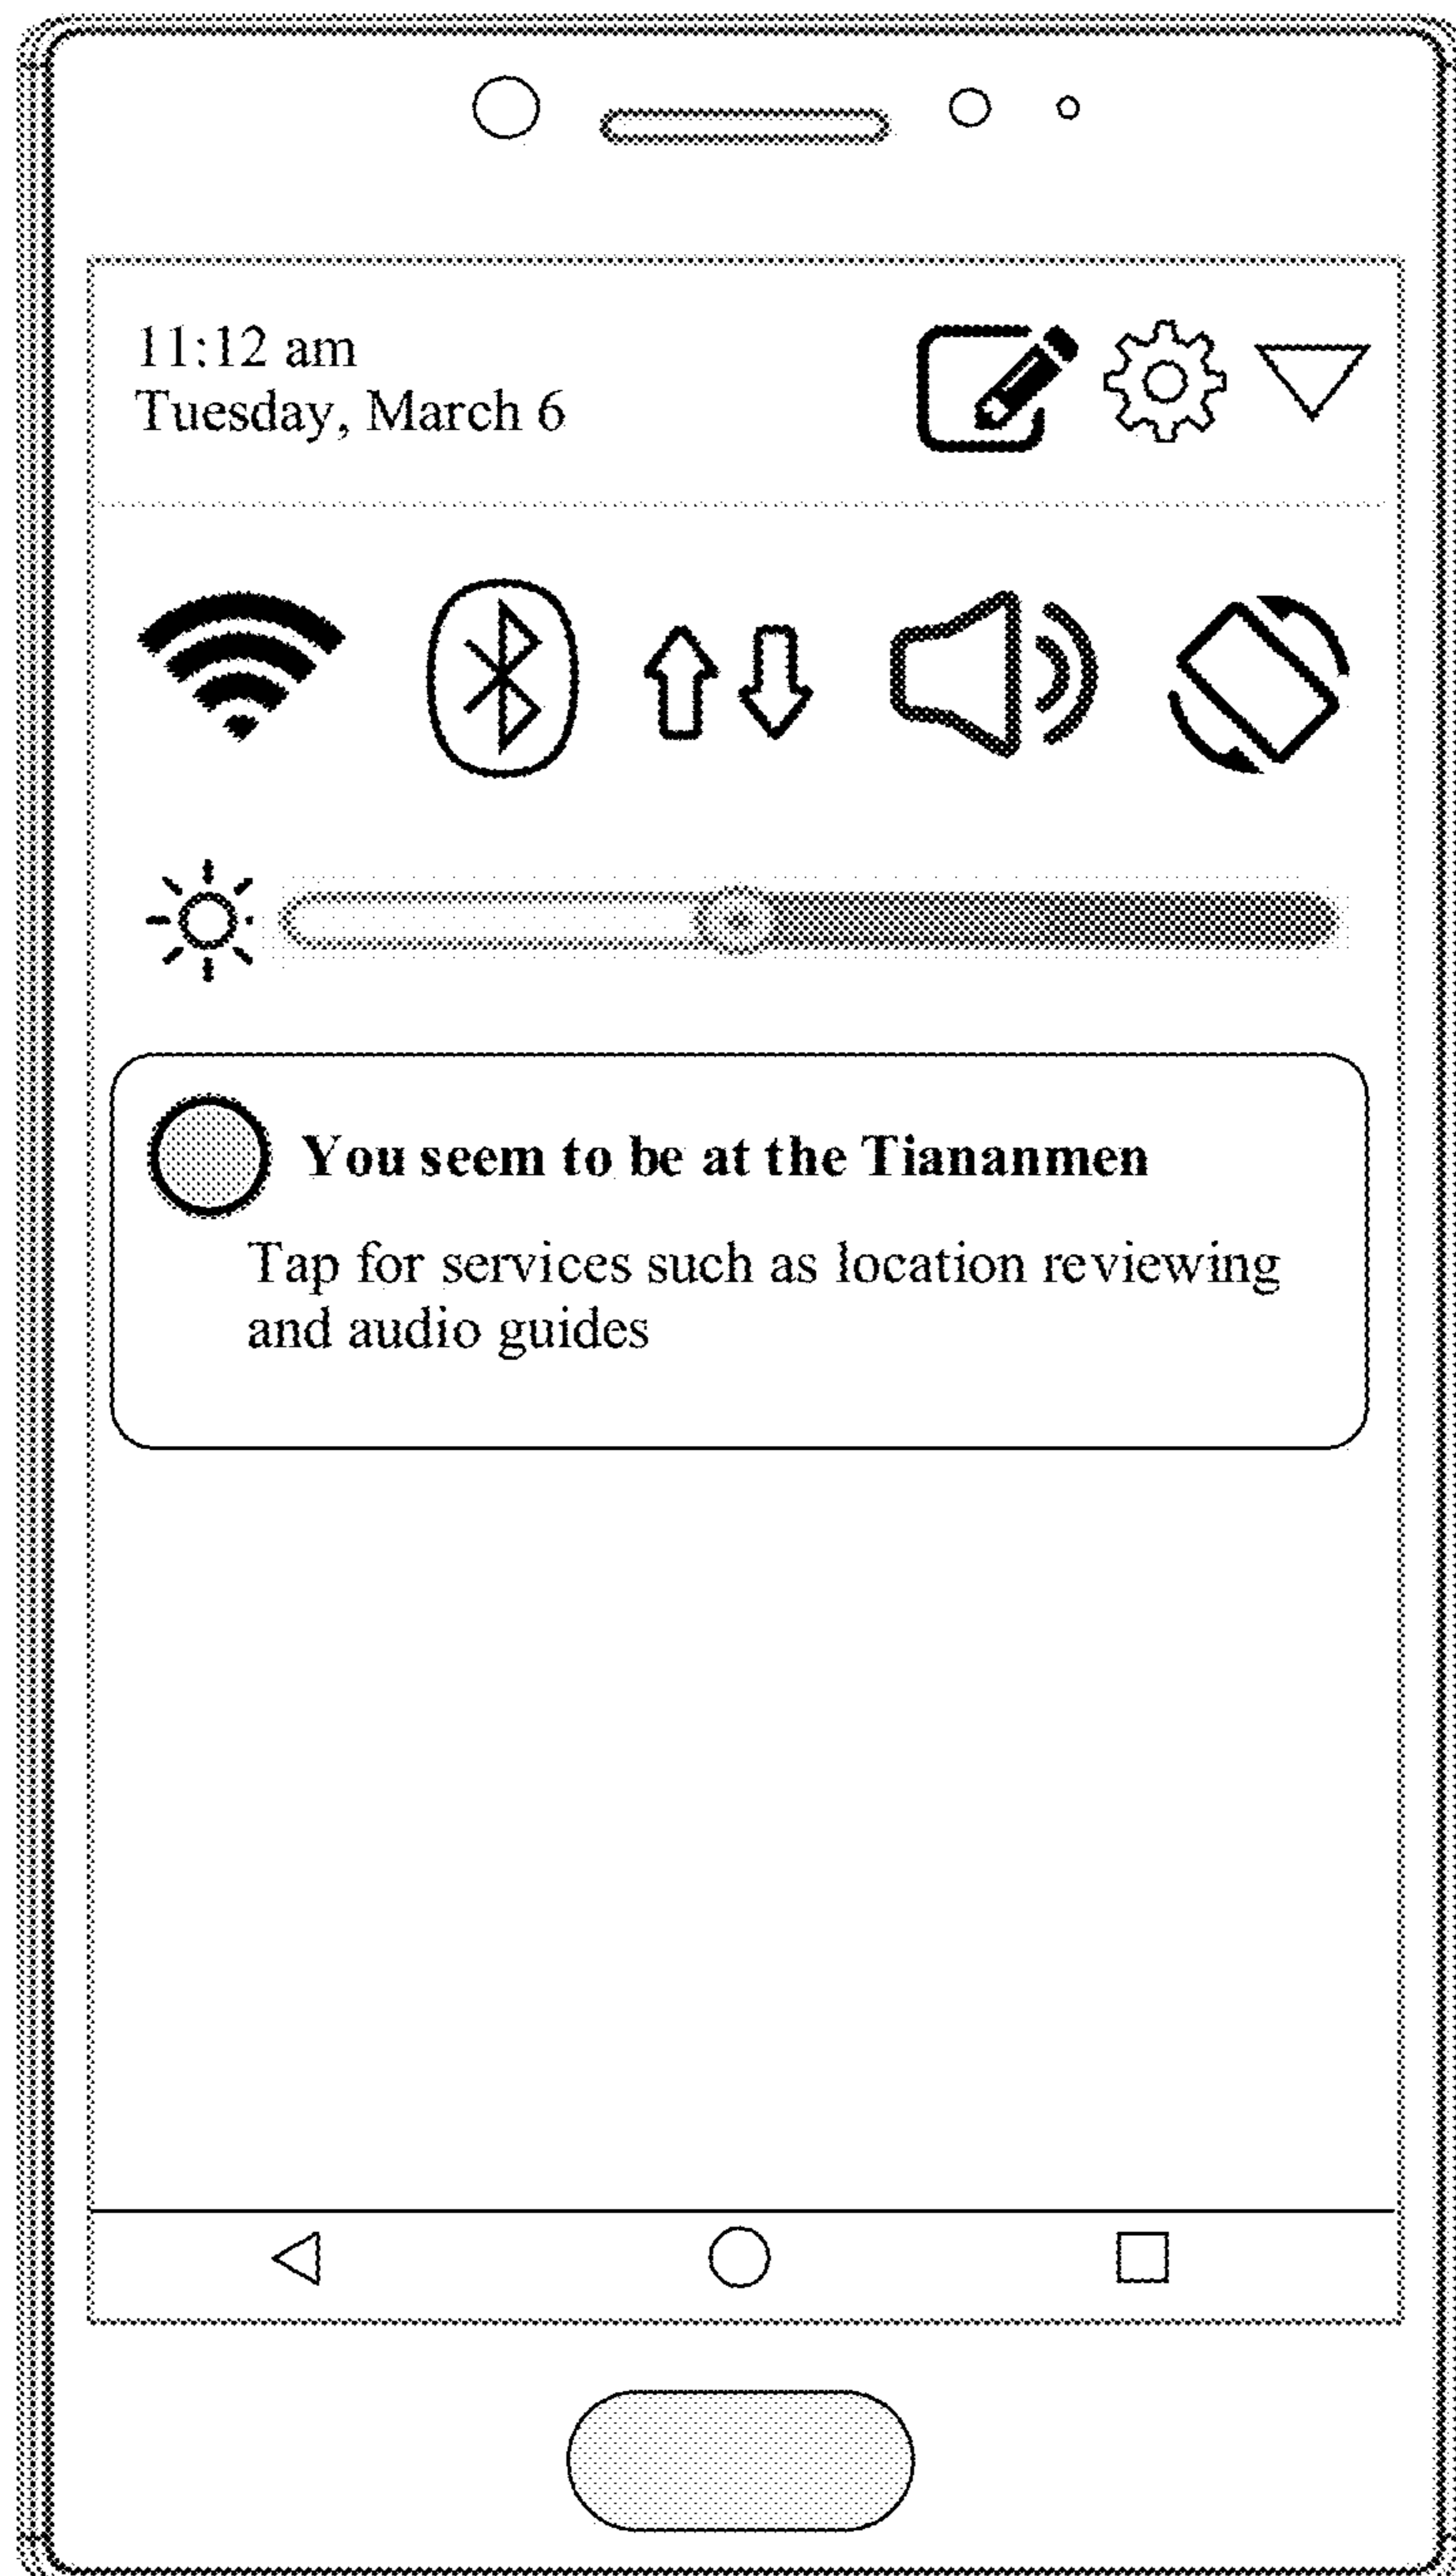 11:12 am
Tuesday, March 6
You seem to be at the Tiananmen
Tap for services such as location reviewing
and audio guides